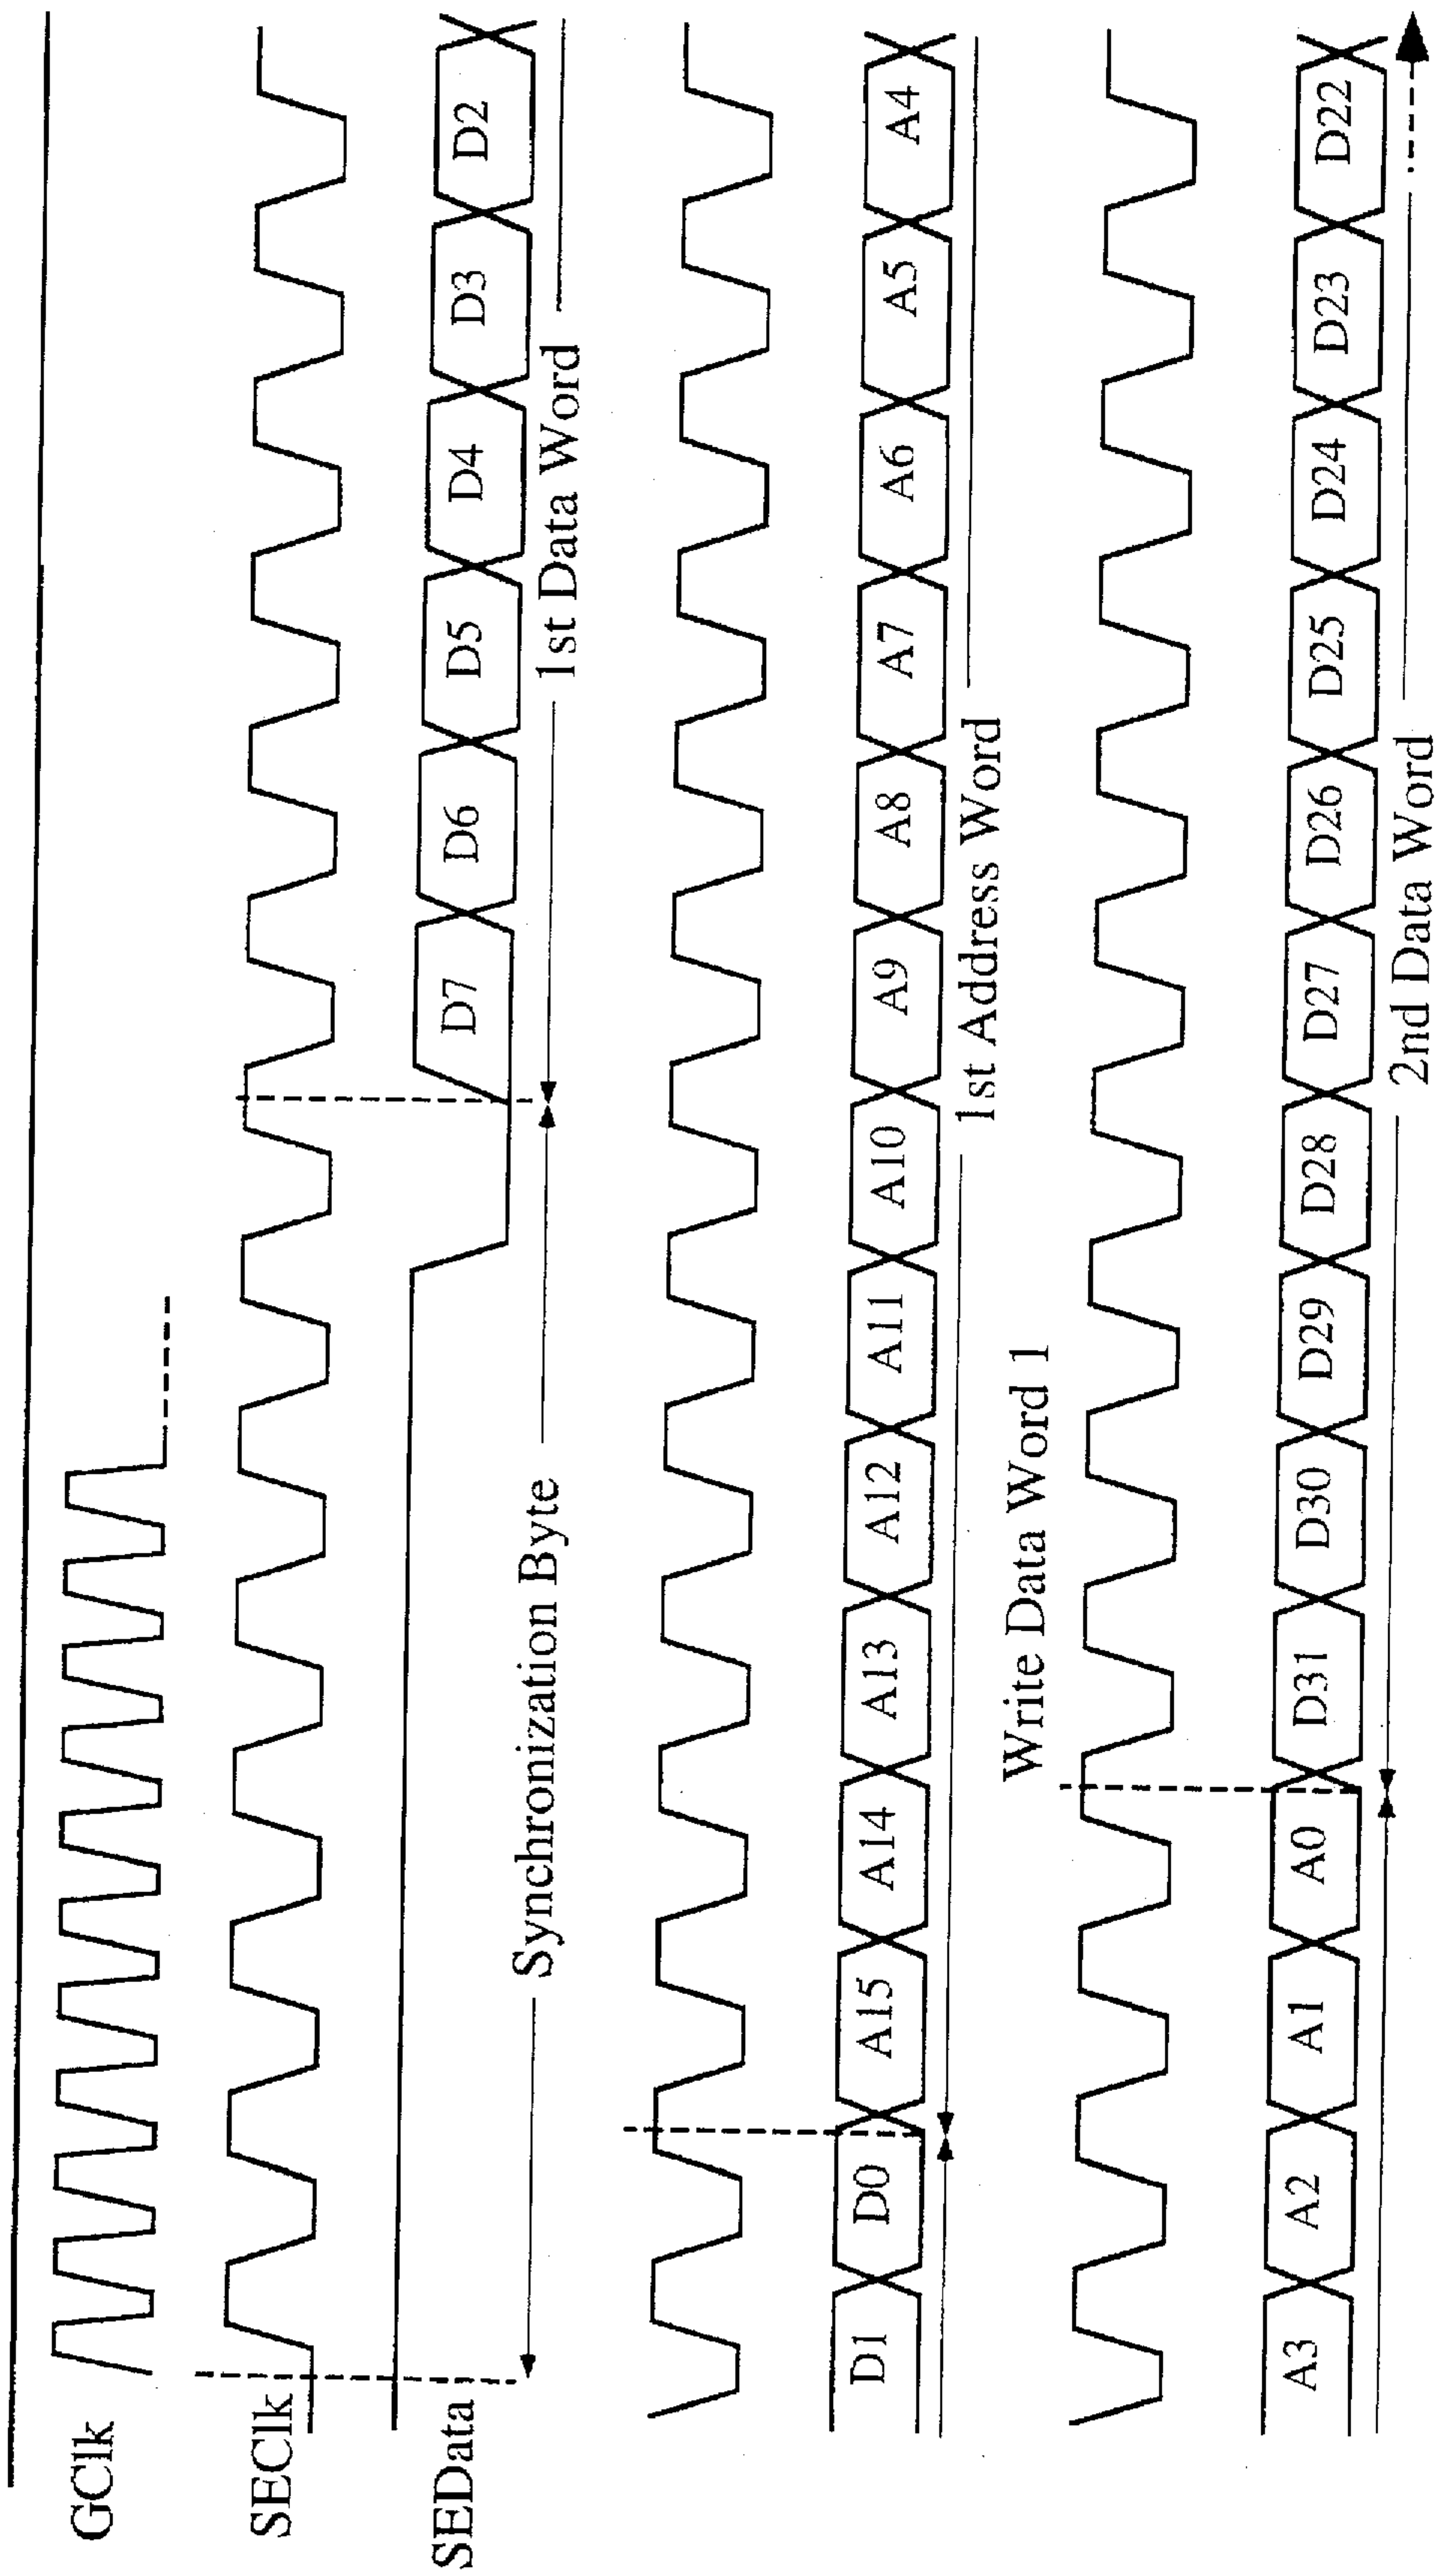 GClk
SEClk
SEData
D7 D6 D5 D4 D3 D2
Synchronization Byte
1st Data Word
D1 D0 A15 A14 A13 A12 A11 A10 A9 A8 A7 A6 A5 A4
1st Address Word
Write Data Word 1
A3 A2 A1 A0 D31 D30 D29 D28 D27 D26 D25 D24 D23 D22
2nd Data Word